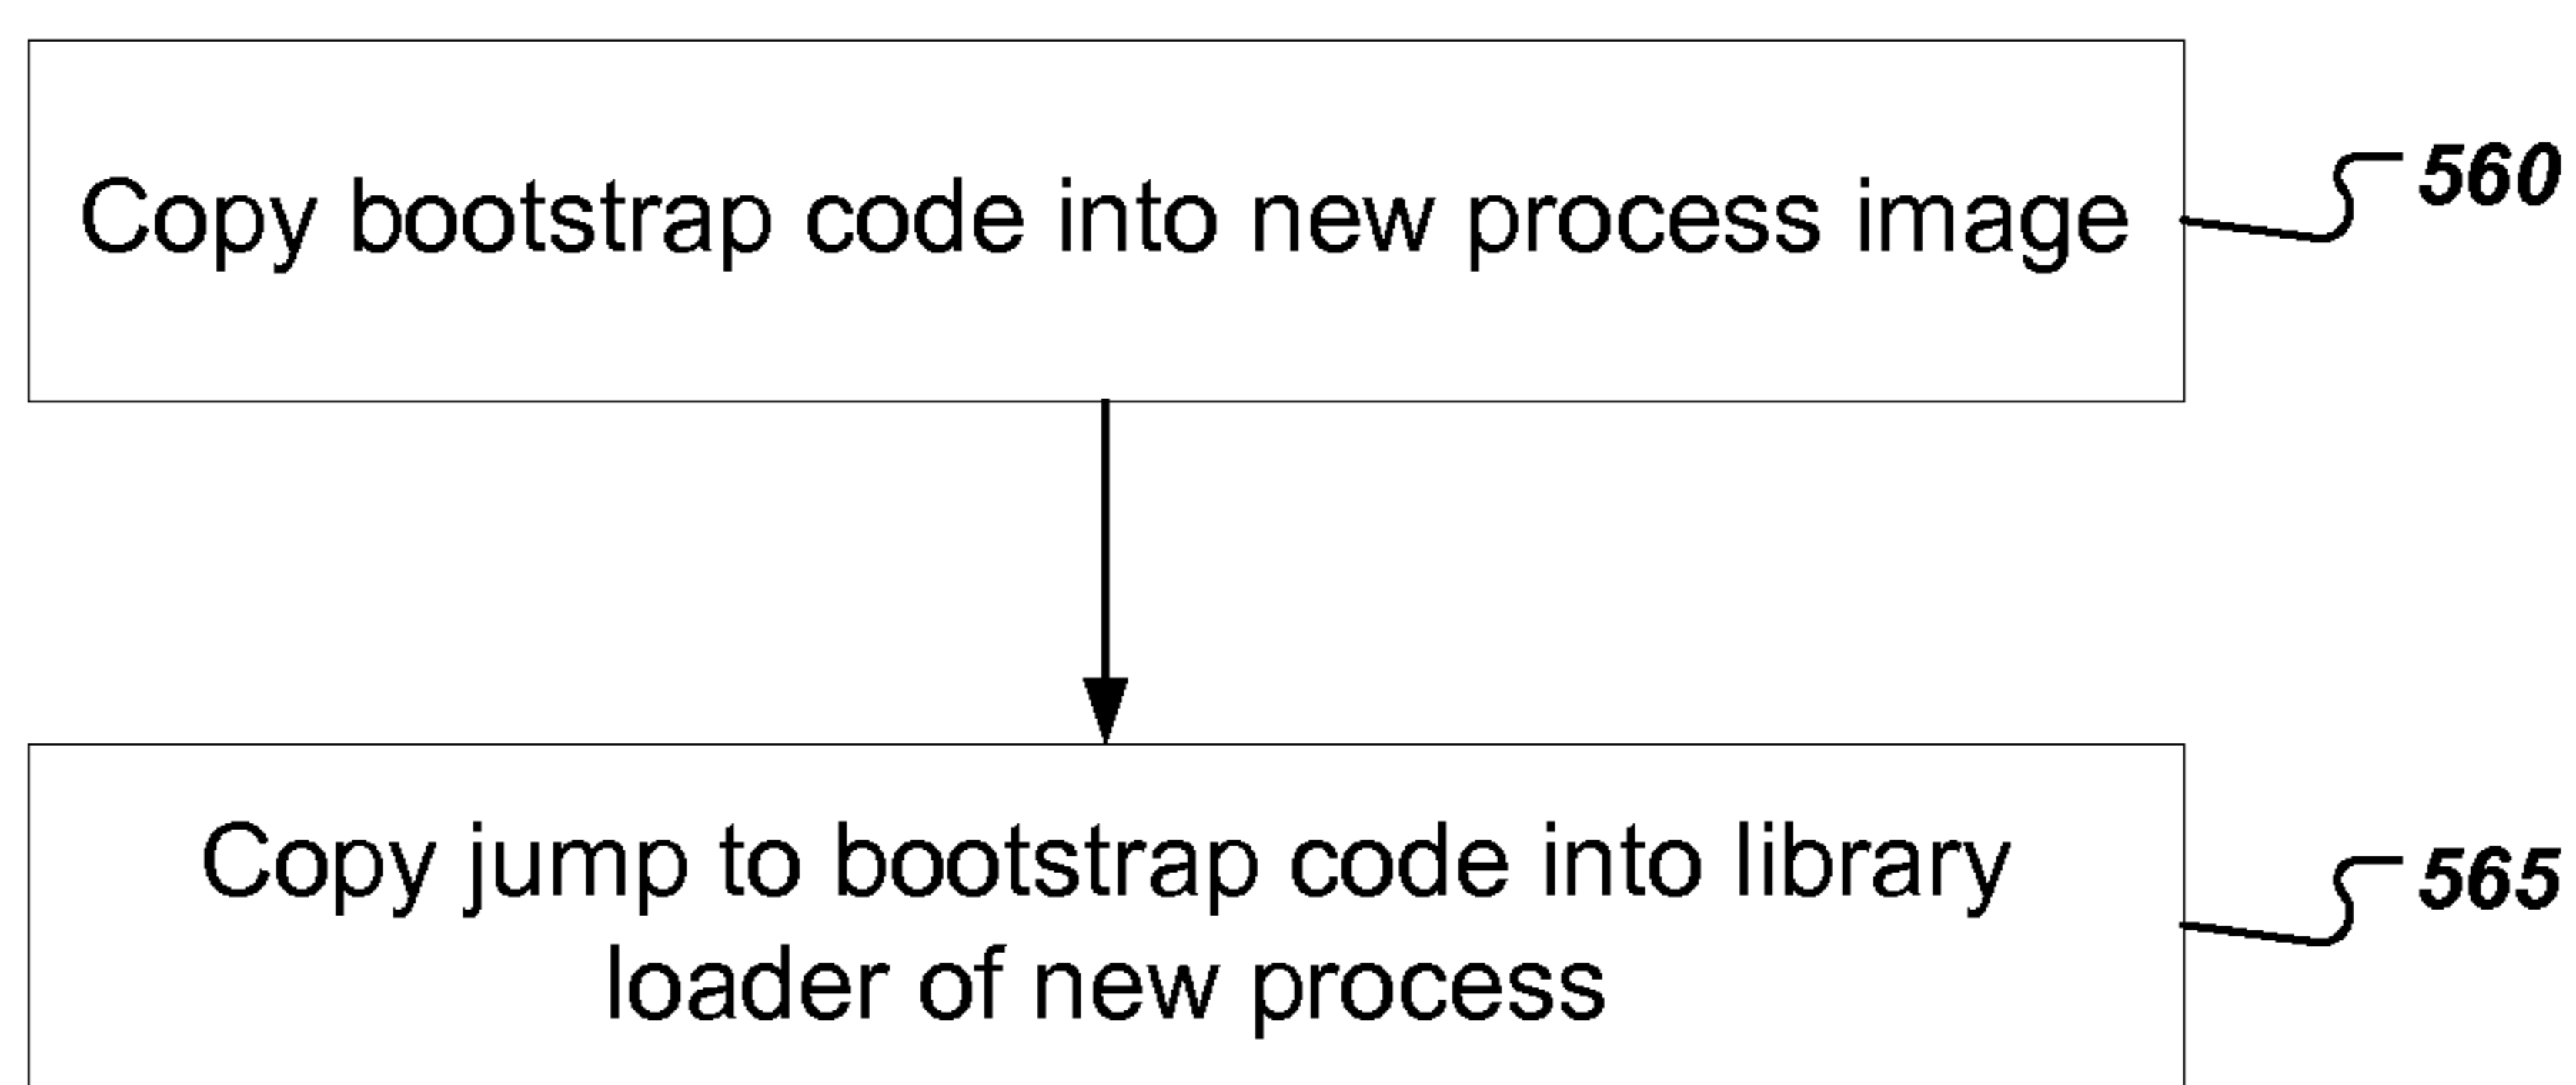 Copy bootstrap code into new process image
560
Copy jump to bootstrap code into library
loader of new process
565